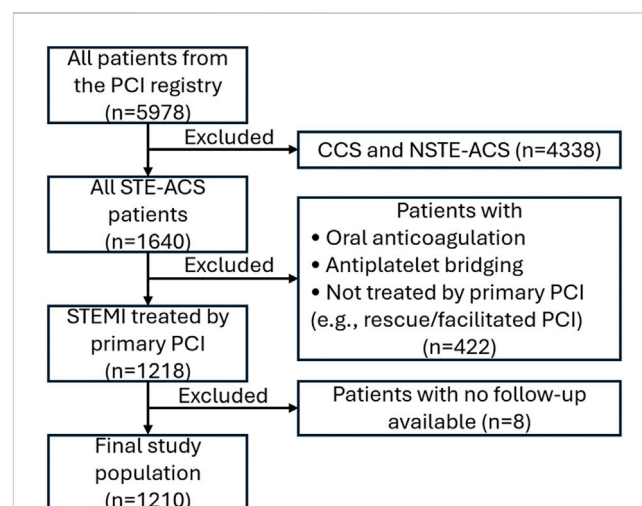 All patients from
the PCI registry
(n=5978)
Excluded
CCS and NSTE-ACS (n=4338)
All STE-ACS
patients
(n=1640)
Excluded
Patients with
• Oral anticoagulation
• Antiplatelet bridging
• Not treated by primary PCI
(e.g., rescue/facilitated PCI)
(n=422)
STEMI treated by
primary PCI
(n=1218)
Excluded
Patients with no follow-up
available (n=8)
Final study
population
(n=1210)